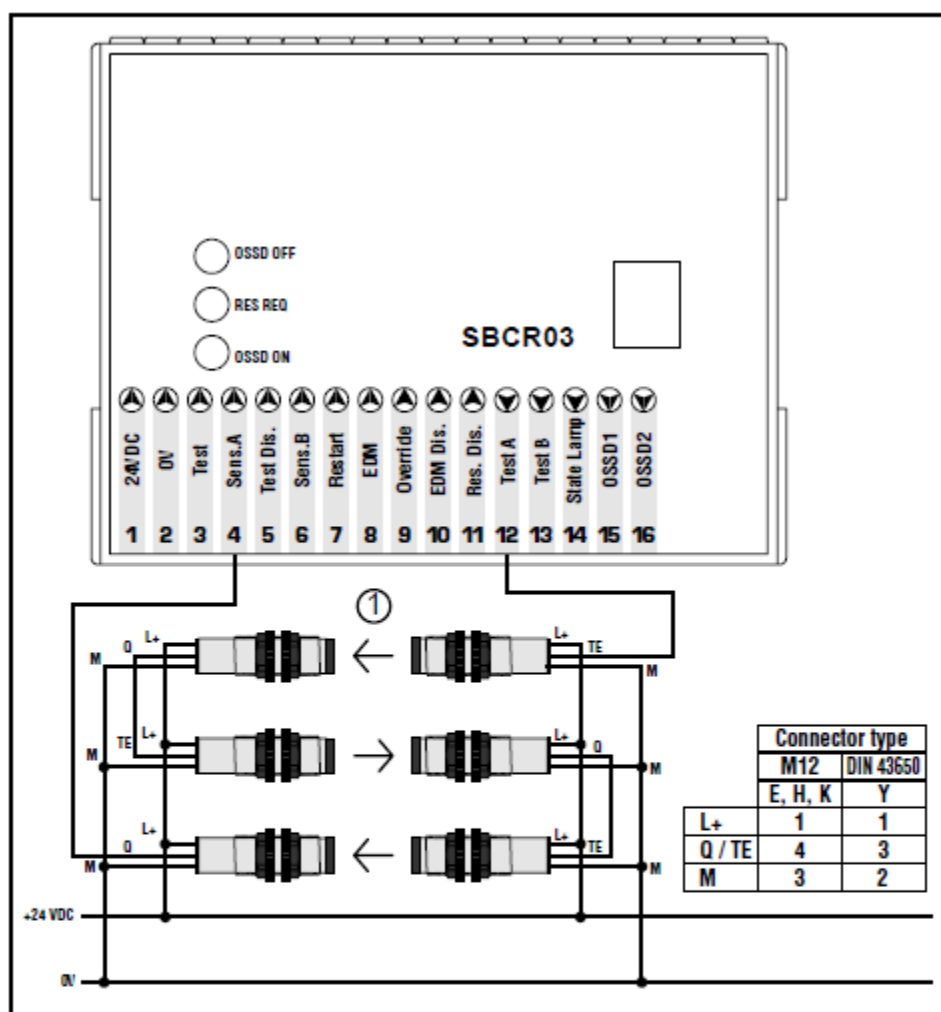 OSSD OFF
RES REQ
OSSD ON
SBCR03
24VDC
0V
Test
Sens.A
Test Dis.
Sens.B
Restart
EDM
Override
EDM Dis.
Res. Dis.
Test A
Test B
State Lamp
OSSD1
OSSD2
1 2 3 4 5 6 7 8 9 10 11 12 13 14 15 16
1
L+ L+
Q TE
M M
L+ L+
TE Q
M M
L+ L+
Q TE
M M
Connector type
M12 DIN 43650
E, H, K Y
L+ 1 1
Q / TE 4 3
M 3 2
+24 VDC
0V